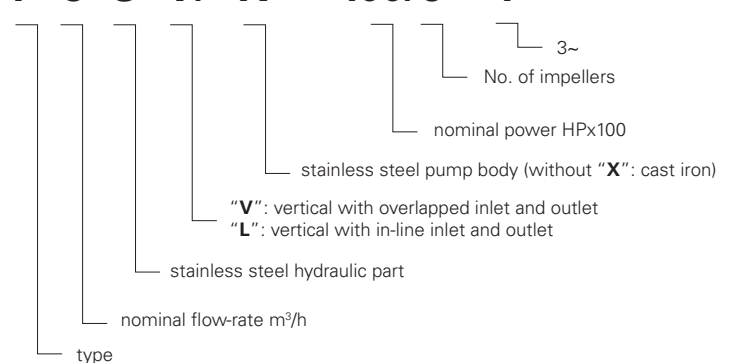 3~
No. of impellers
nominal power HPx100
stainless steel pump body (without “X”: cast iron)
“V”: vertical with overlapped inlet and outlet
“L”: vertical with in-line inlet and outlet
stainless steel hydraulic part
nominal flow-rate m³/h
type